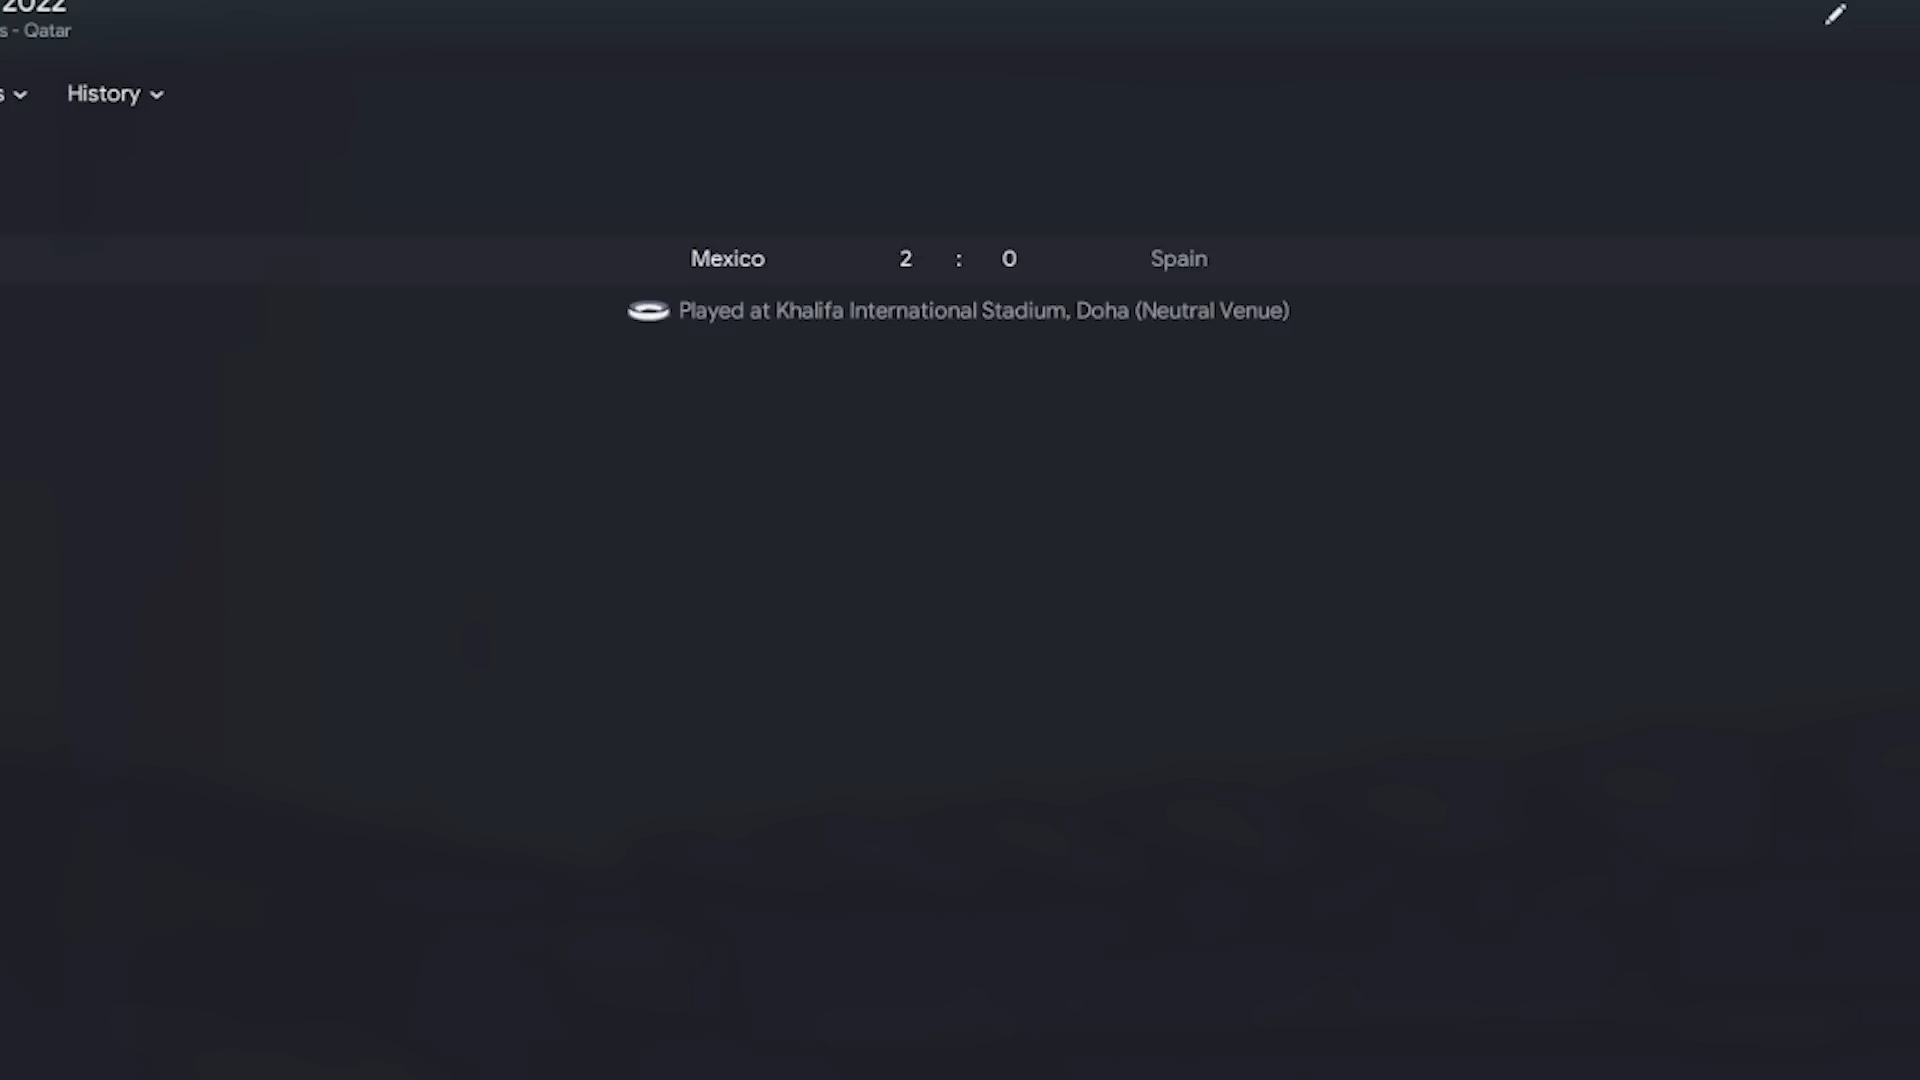 2022
s - Qatar
s History
Mexico 2 : 0 Spain
Played at Khalifa International Stadium, Doha (Neutral Venue)